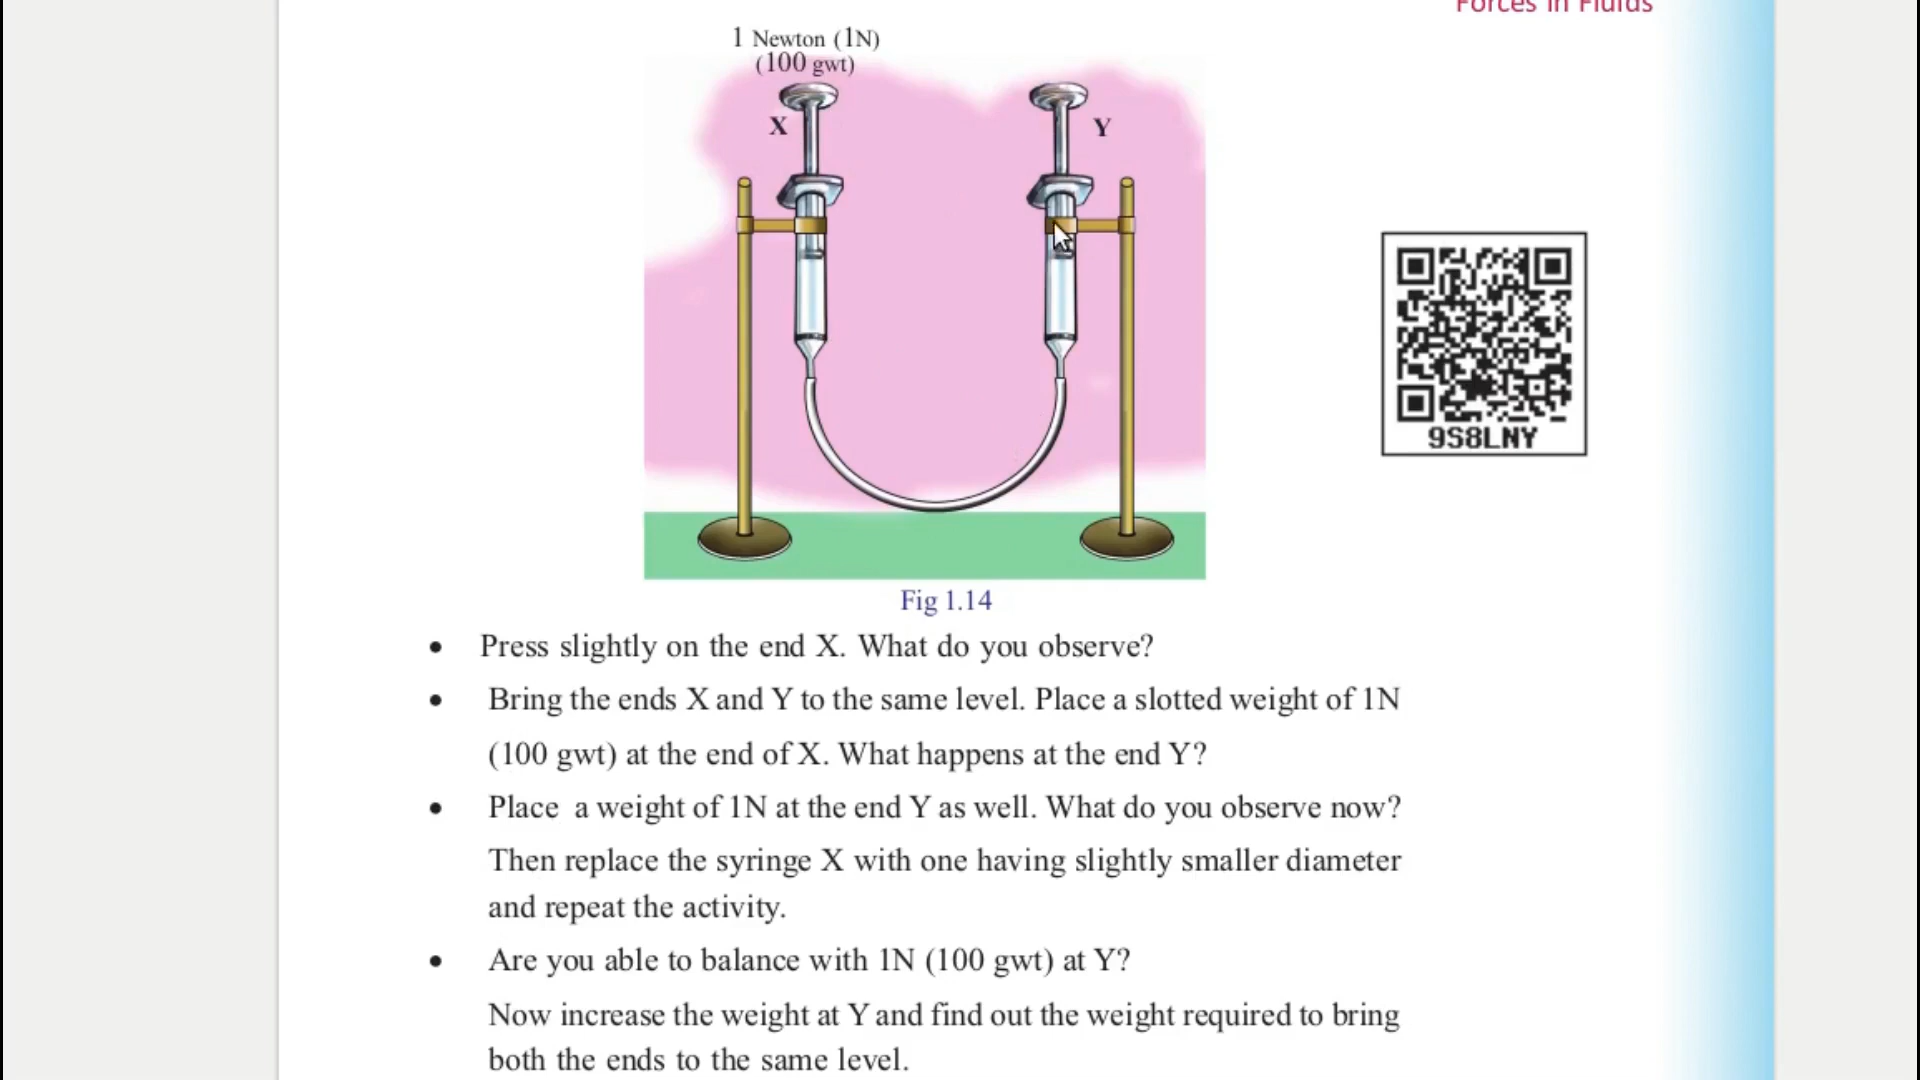 Forces in Fluids
1 Newton (1N)
(100 gwt)
X
Y
9S8LNY
Fig 1.14
• Press slightly on the end X. What do you observe?
• Bring the ends X and Y to the same level. Place a slotted weight of 1N
(100 gwt) at the end of X. What happens at the end Y?
• Place a weight of 1N at the end Y as well. What do you observe now?
Then replace the syringe X with one having slightly smaller diameter
and repeat the activity.
• Are you able to balance with 1N (100 gwt) at Y?
Now increase the weight at Y and find out the weight required to bring
both the ends to the same level.